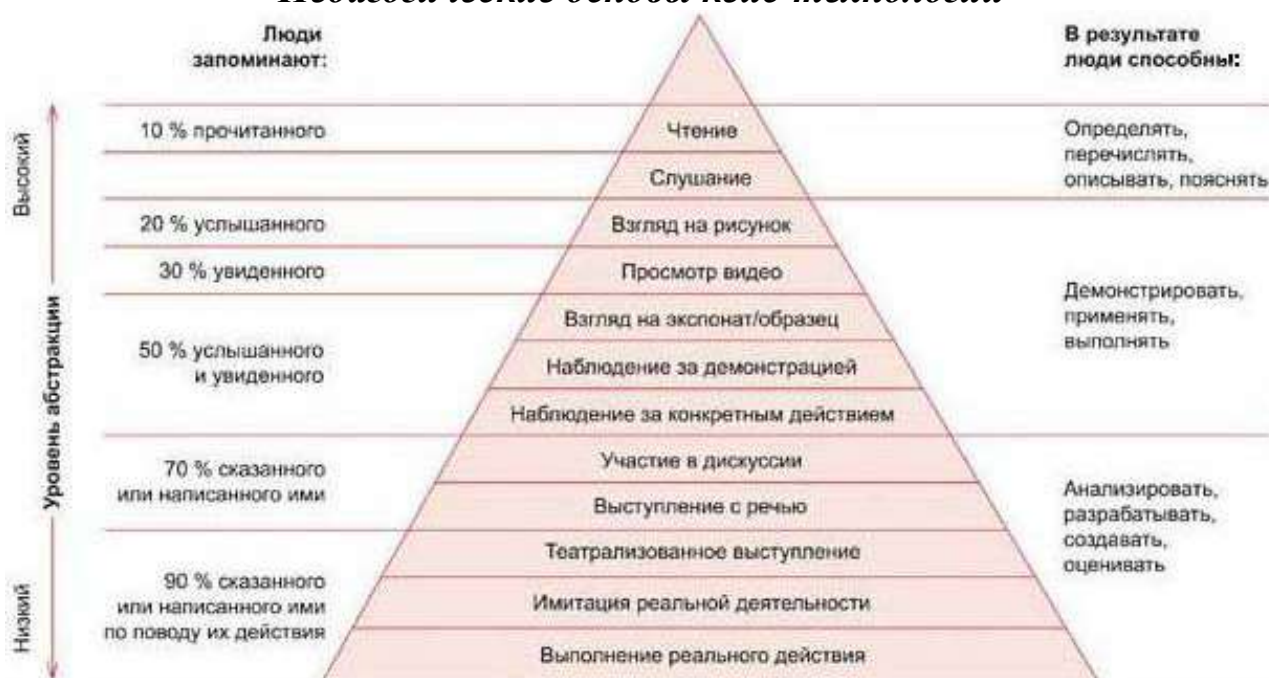 Люди
запоминают:
В результате
люди способны:
Высокий
Уровень абстракции
Низкий
10 % прочитанного
20 % услышанного
30 % увиденного
50 % услышанного
и увиденного
70 % сказанного
или написанного ими
90 % сказанного
или написанного ими
по поводу их действия
Чтение
Слушание
Взгляд на рисунок
Просмотр видео
Взгляд на экспонат/образец
Наблюдение за демонстрацией
Наблюдение за конкретным действием
Участие в дискуссии
Выступление с речью
Театрализованное выступление
Имитация реальной деятельности
Выполнение реального действия
Определять,
перечислять,
описывать, пояснять
Демонстрировать,
применять,
выполнять
Анализировать,
разрабатывать,
создавать,
оценивать